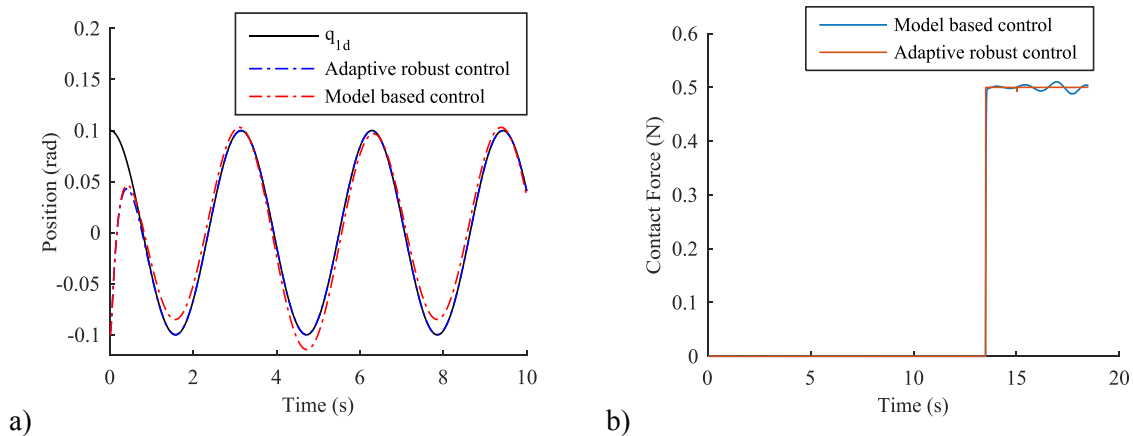 0.2
0.15
0.1
0.05
0
-0.05
-0.1
Position (rad)
0 2 4 6 8 10
Time (s)
q1d
Adaptive robust control
Model based control
a)
0.6
0.5
0.4
0.3
0.2
0.1
0
Contact Force (N)
0 5 10 15 20
Time (s)
Model based control
Adaptive robust control
b)